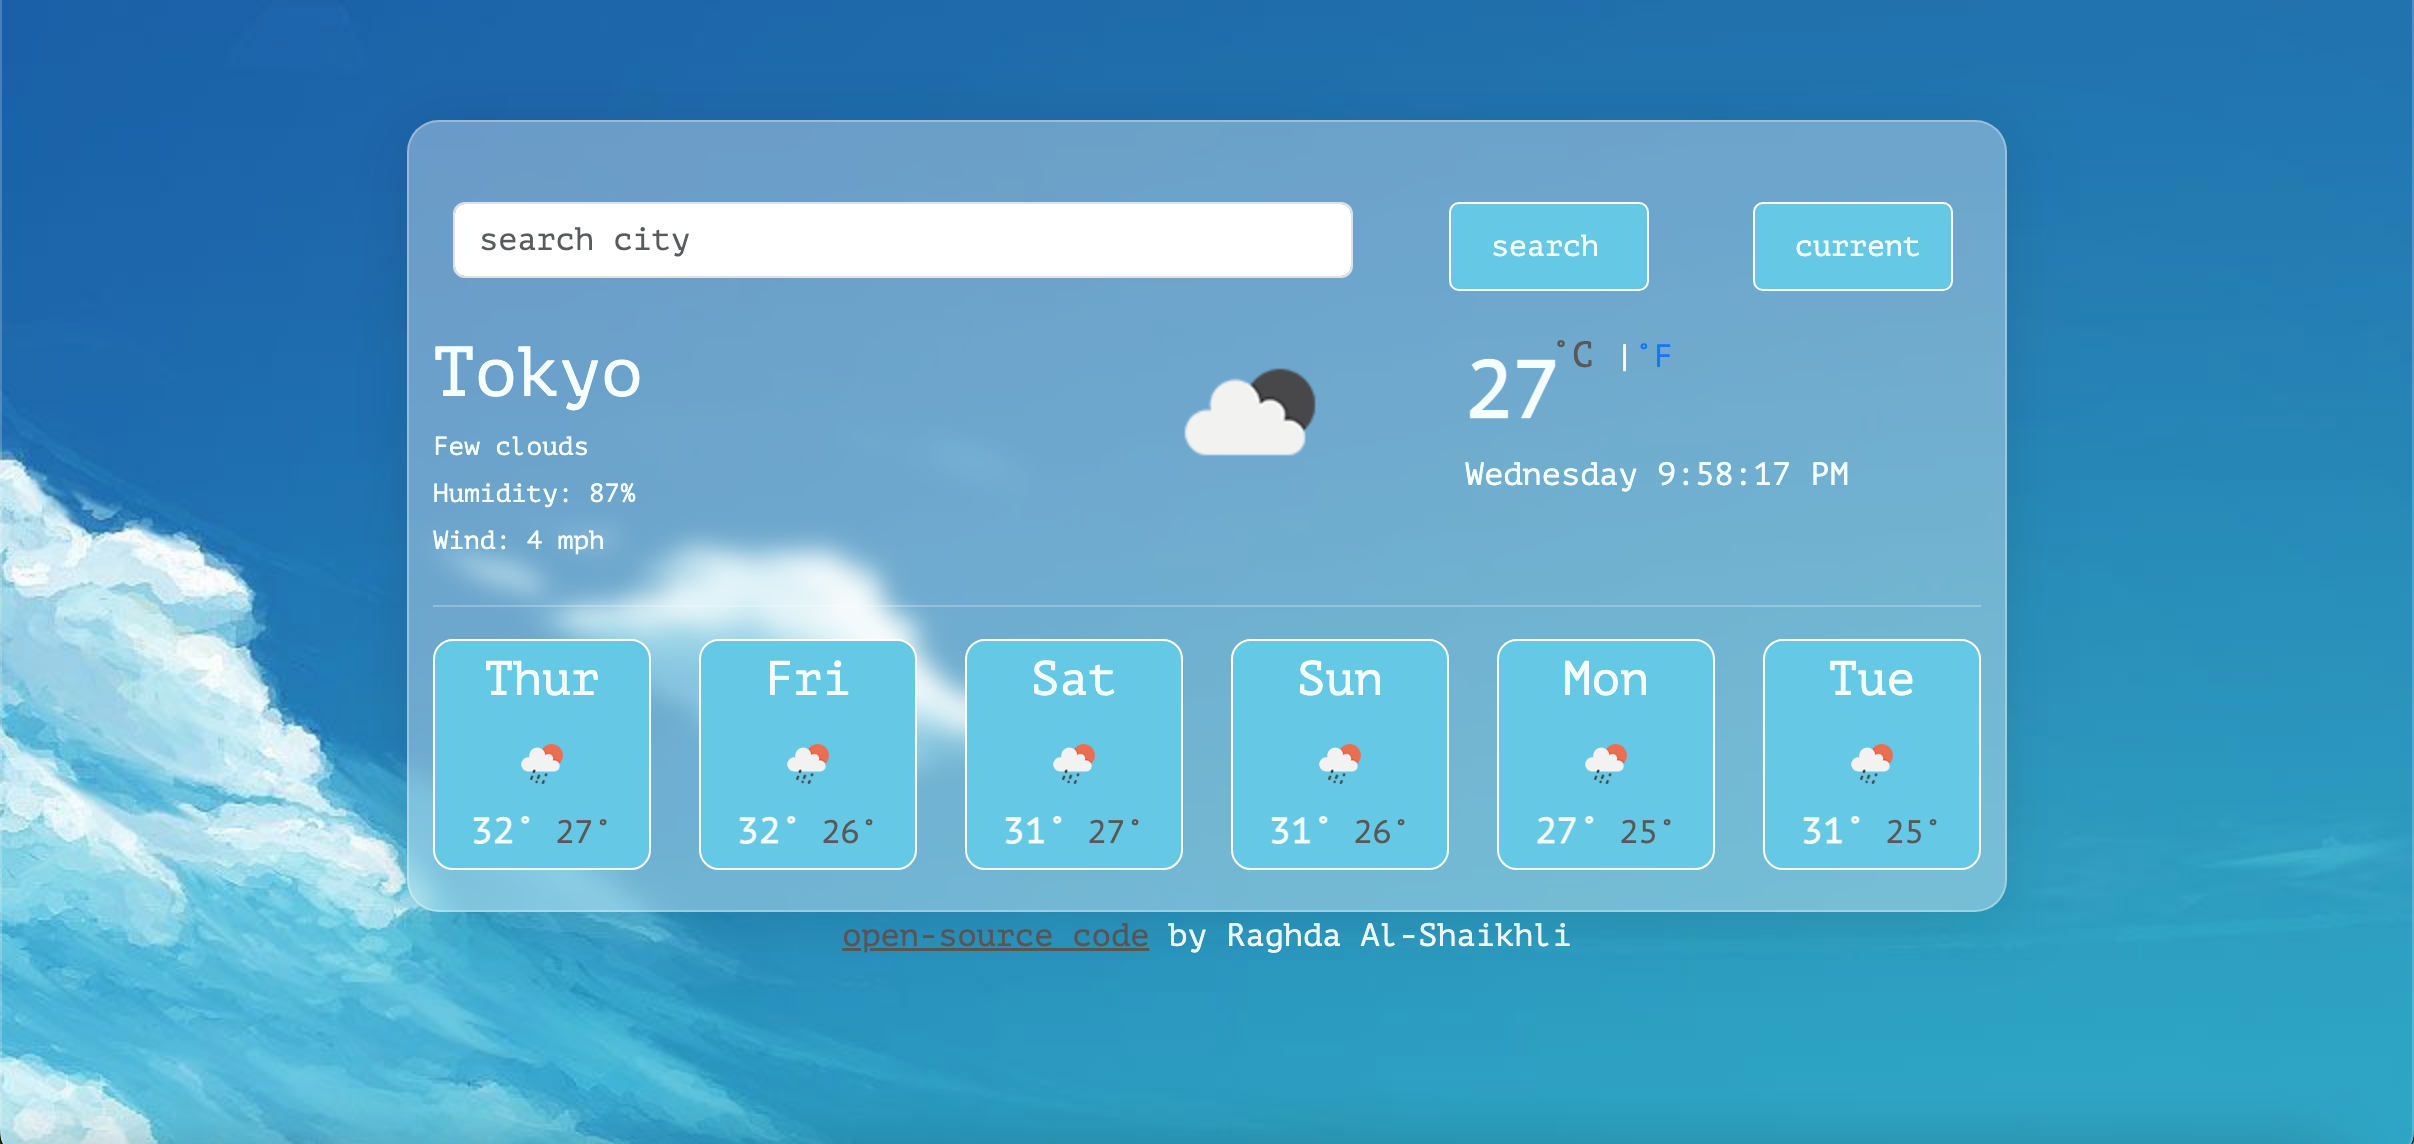 search city
search
current
Tokyo
27°C |°F
Few clouds
Wednesday 9:58:17 PM
Humidity: 87%
Wind: 4 mph
Thur
32° 27°
Fri
32° 26°
Sat
31° 27°
Sun
31° 26°
Mon
27° 25°
Tue
31° 25°
open-source code by Raghda Al-Shaikhli